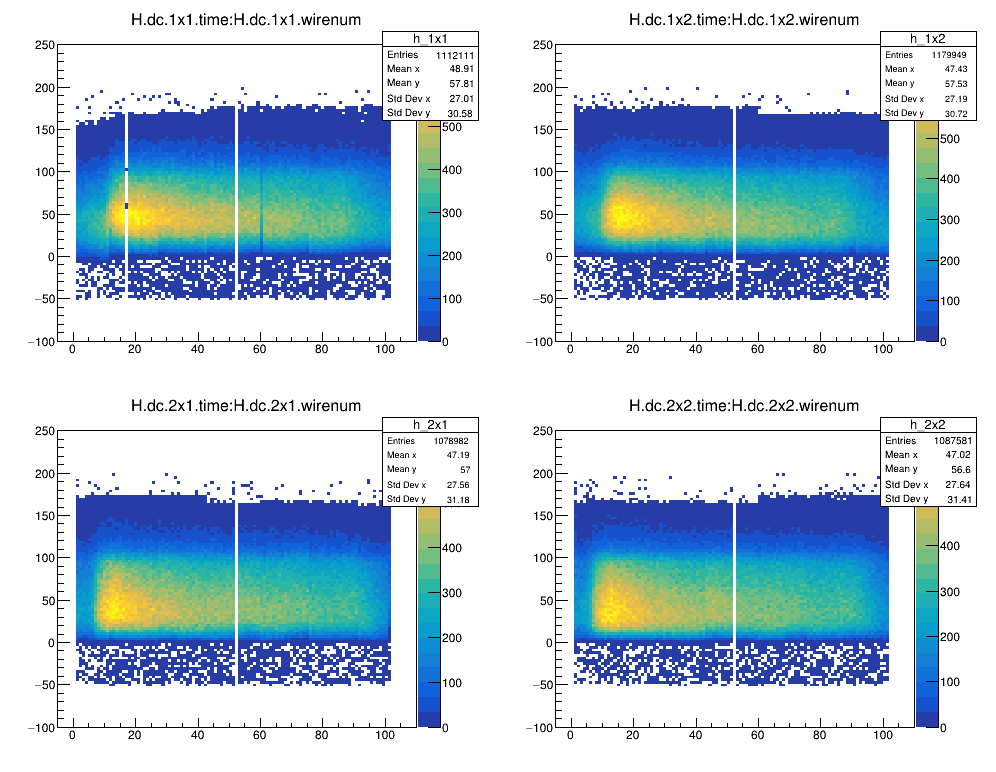 H.dc.1x1.time:H.dc.1x1.wirenum
h_1x1
Entries 1112111
Mean x 48.91
Mean y 57.81
Std Dev x 27.01
Std Dev y 30.58
250
200
150
100
50
0
−50
−100
0 20 40 60 80 100
500
400
300
200
100
0
H.dc.1x2.time:H.dc.1x2.wirenum
h_1x2
Entries 1179949
Mean x 47.43
Mean y 57.53
Std Dev x 27.19
Std Dev y 30.72
250
200
150
100
50
0
−50
−100
0 20 40 60 80 100
500
400
300
200
100
0
H.dc.2x1.time:H.dc.2x1.wirenum
h_2x1
Entries 1078982
Mean x 47.19
Mean y 57
Std Dev x 27.56
Std Dev y 31.18
250
200
150
100
50
0
−50
−100
0 20 40 60 80 100
400
300
200
100
0
H.dc.2x2.time:H.dc.2x2.wirenum
h_2x2
Entries 1087581
Mean x 47.02
Mean y 56.6
Std Dev x 27.64
Std Dev y 31.41
250
200
150
100
50
0
−50
−100
0 20 40 60 80 100
400
300
200
100
0